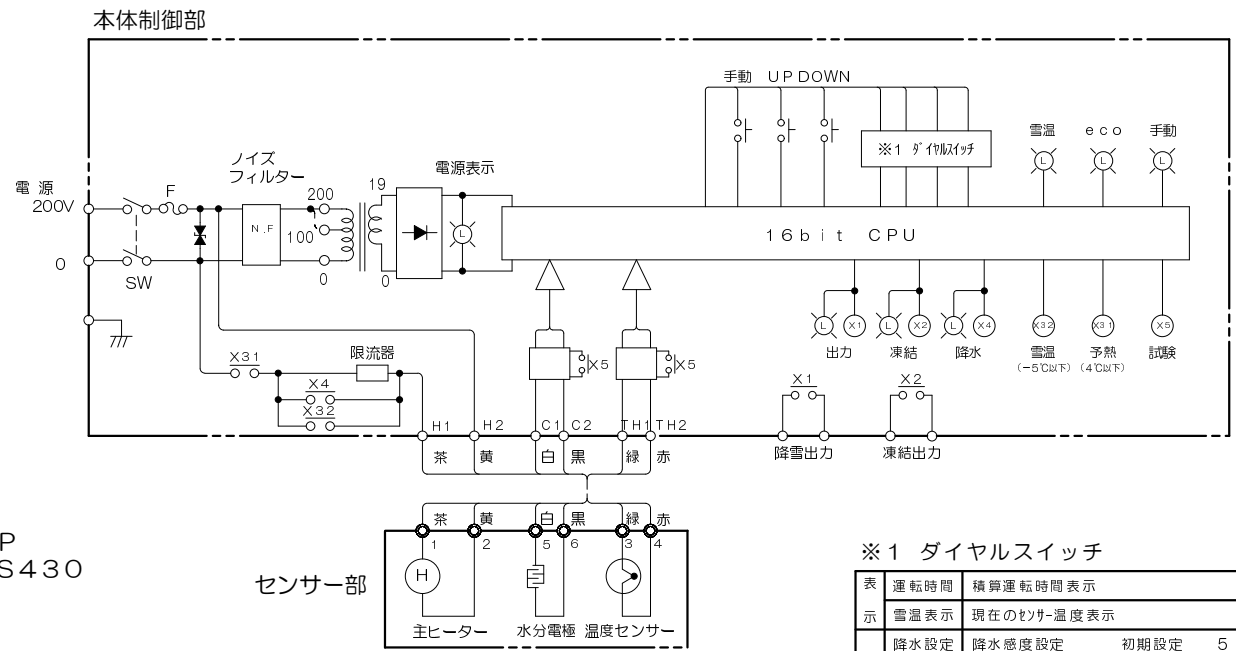 本体制御部
手動 UP DOWN
※1 ダイヤルスイッチ
雪温 eco 手動
L L L
電源
200V
0
SW
F
ノイズ
フィルター
N.F
200
100
0
19
0
電源表示
L
16bit CPU
L X1 L X2 L X4 X32 X31 X5
出力 凍結 降水 雪温 予熱 試験
(-5℃以下) (4℃以下)
X31
限流器
X4
X32
X5 X5
X1 X2
H1 H2 C1 C2 TH1 TH2
降雪出力 凍結出力
茶 黄 白 黒 緑 赤
茶 黄 白 黒 緑 赤
1 2 5 6 3 4
H
センサー部
主ヒーター 水分電極 温度センサー
P
S430
※1 ダイヤルスイッチ
表示
運転時間 積算運転時間表示
雪温表示 現在のセンサー温度表示
降水設定 降水感度設定 初期設定 5